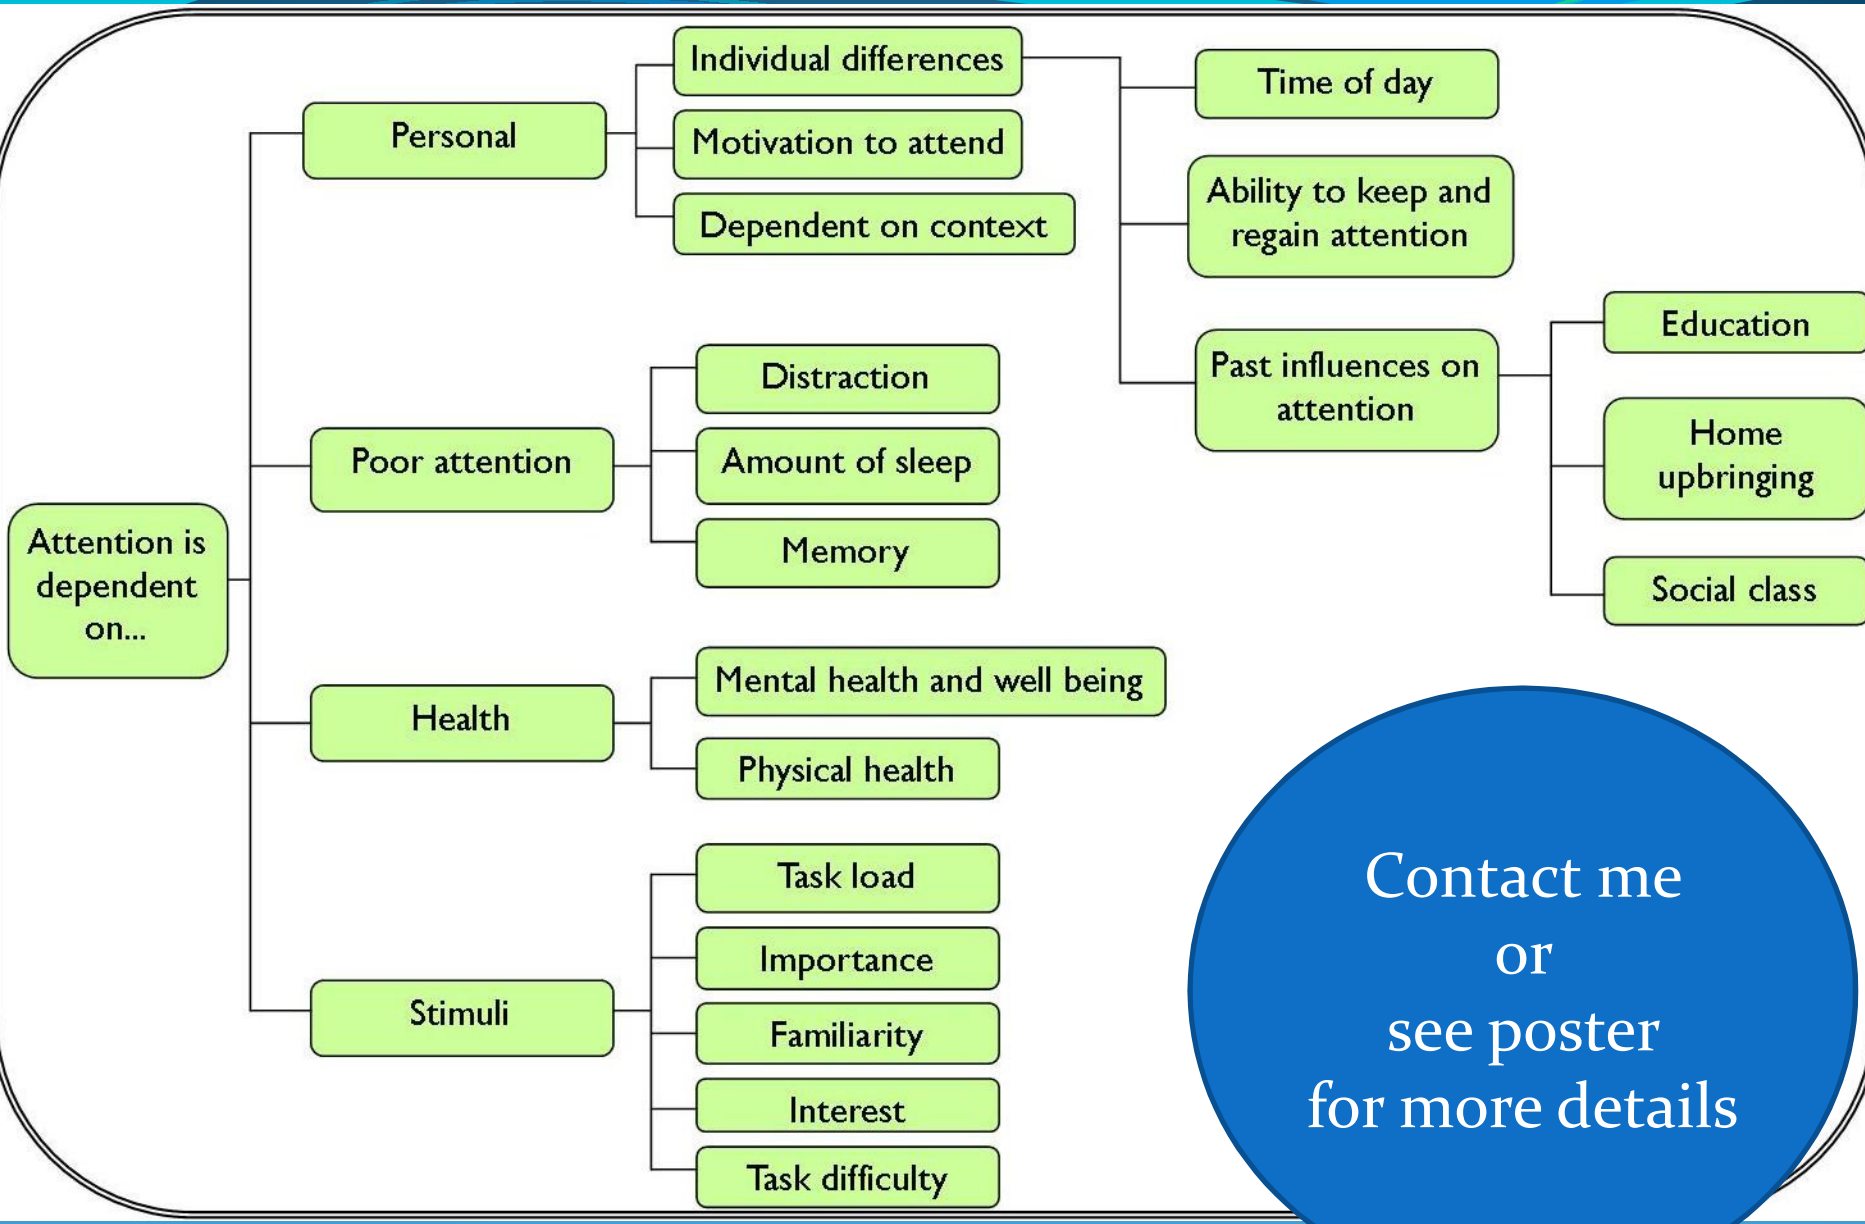 Attention is
dependent
on...
Personal
Individual differences
Motivation to attend
Dependent on context
Time of day
Ability to keep and
regain attention
Past influences on
attention
Education
Home
upbringing
Social class
Poor attention
Distraction
Amount of sleep
Memory
Health
Mental health and well being
Physical health
Stimuli
Task load
Importance
Familiarity
Interest
Task difficulty
Contact me
or
see poster
for more details